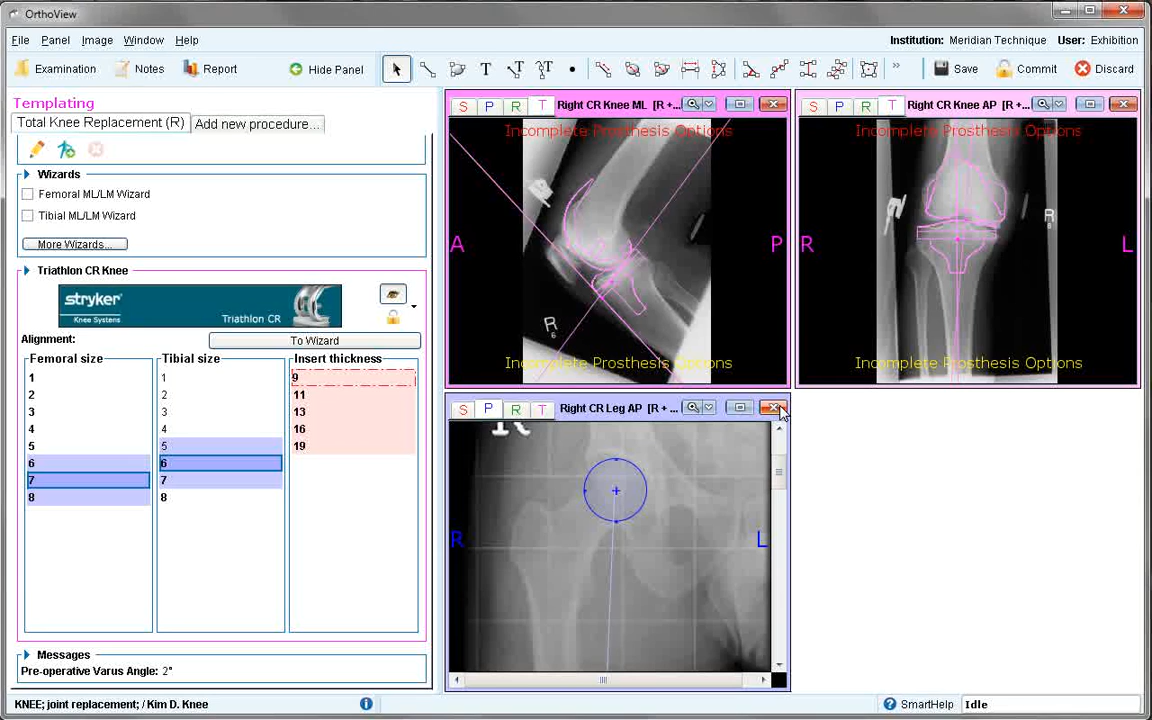 OrthoView
File Panel Image Window Help Institution: Meridian Technique User: Exhibition
Examination Notes Report Hide Panel T T T » Save Commit Discard
Templating
Total Knee Replacement (R) Add new procedure...
Wizards
Femoral ML/LM Wizard
Tibial ML/LM Wizard
More Wizards...
Triathlon CR Knee
stryker
Knee Systems
Triathlon CR
Alignment: To Wizard
Femoral size Tibial size Insert thickness
1 1 9
2 2 11
3 3 13
4 4 16
5 5 19
6 6
7 7
8 8
Messages
Pre-operative Varus Angle: 2°
S P R T Right CR Knee ML [R +...
Incomplete Prosthesis Options
A P
R
6
Incomplete Prosthesis Options
S P R T Right CR Knee AP [R +...
Incomplete Prosthesis Options
R
R L
Incomplete Prosthesis Options
S P R T Right CR Leg AP [R +...
R L
KNEE; joint replacement; / Kim D. Knee SmartHelp Idle